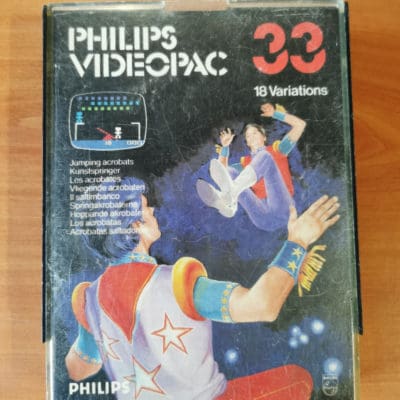 PHILIPS
VIDEOPAC
33
18 Variations
Jumping acrobats
Kunstspringer
Les acrobates
Vliegende acrobaten
Il saltimbanco
Springakrobaterne
Hoppande akrobater
Los acrobatas
Acrobatas saltadores
PHILIPS